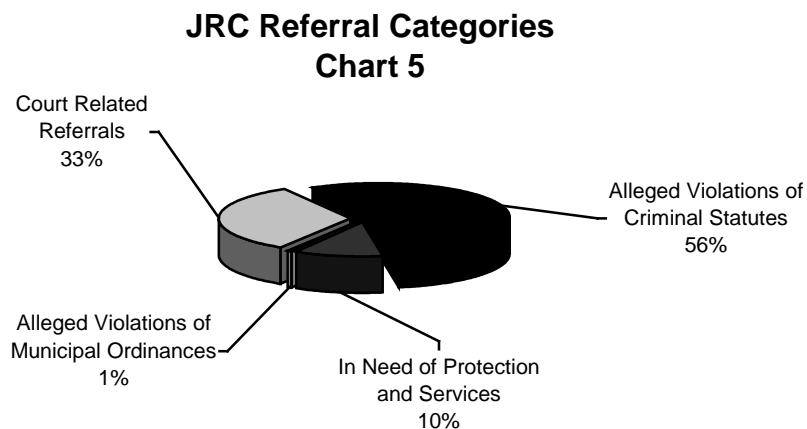 JRC Referral Categories
Chart 5
Court Related
Referrals
33%
Alleged Violations of
Criminal Statutes
56%
Alleged Violations of
Municipal Ordinances
1%
In Need of Protection
and Services
10%